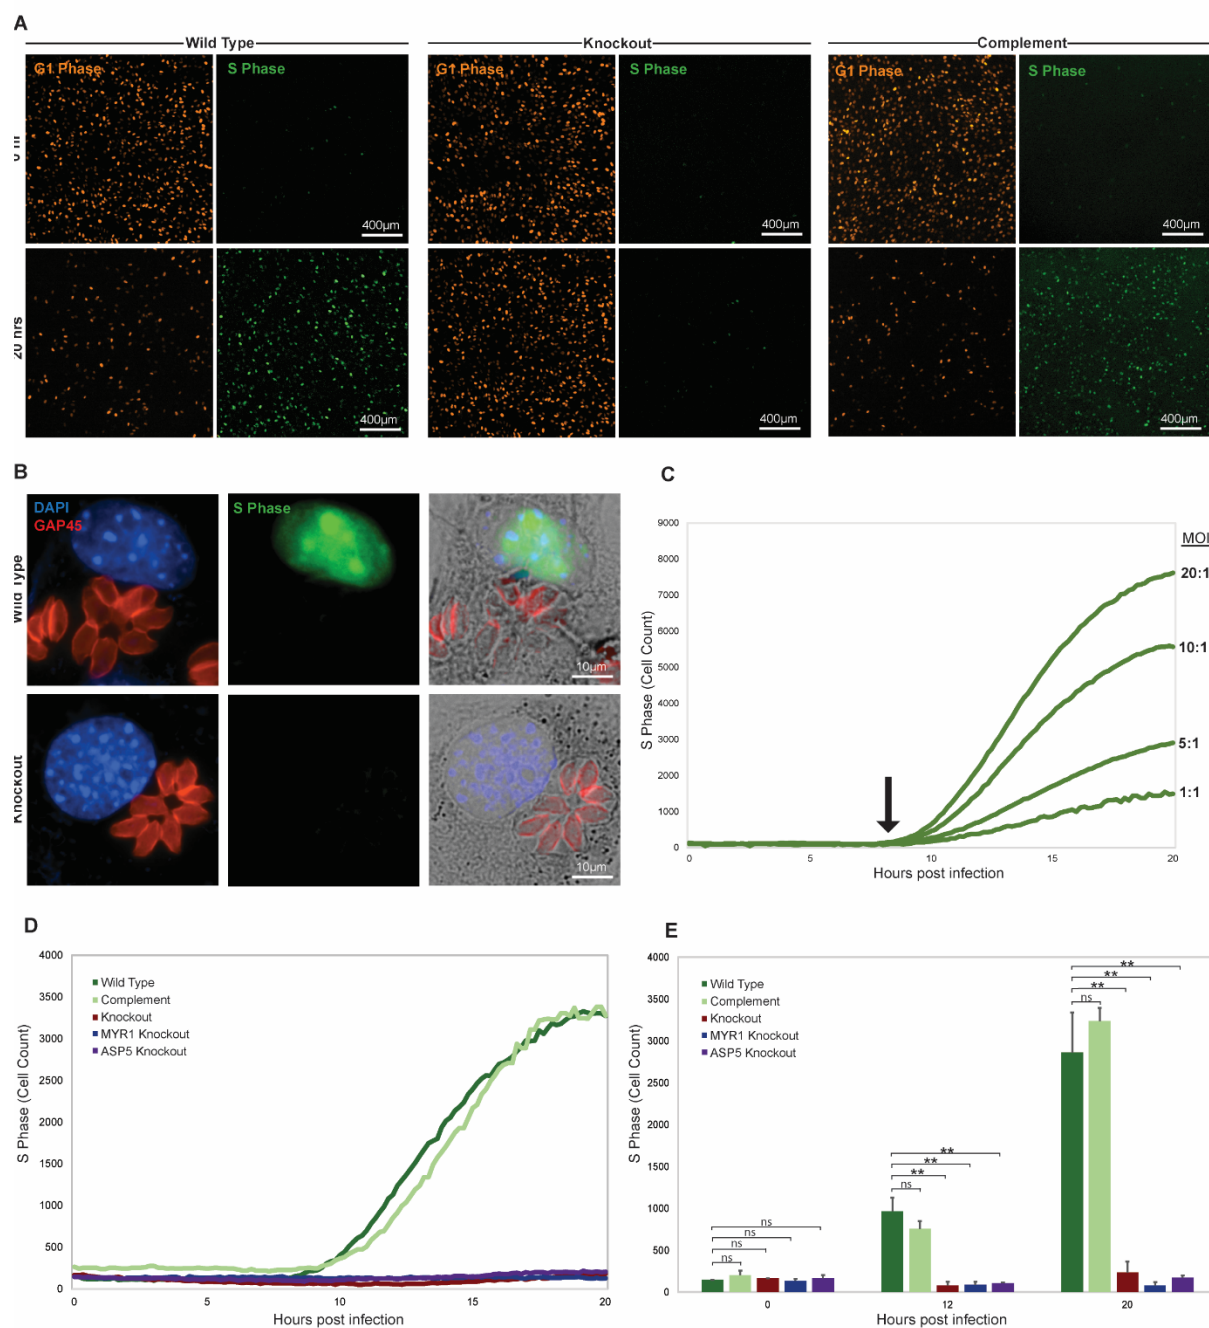 A
Wild Type
Knockout
Complement
G1 Phase
S Phase
G1 Phase
S Phase
G1 Phase
S Phase
400µm
400µm
400µm
20 hrs
400µm
400µm
400µm
B
DAPI
GAP45
S Phase
Wild Type
10µm
Knockout
10µm
C
S Phase (Cell Count)
9000
8000
7000
6000
5000
4000
3000
2000
1000
0
MOI
20:1
10:1
5:1
1:1
0 5 10 15 20
Hours post infection
D
S Phase (Cell Count)
4000
3500
3000
2500
2000
1500
1000
500
0
Wild Type
Complement
Knockout
MYR1 Knockout
ASP5 Knockout
0 5 10 15 20
Hours post infection
E
S Phase (Cell Count)
4000
3500
3000
2500
2000
1500
1000
500
0
Wild Type
Complement
Knockout
MYR1 Knockout
ASP5 Knockout
ns
ns
ns
ns
**
**
**
ns
**
**
**
ns
0 12 20
Hours post infection